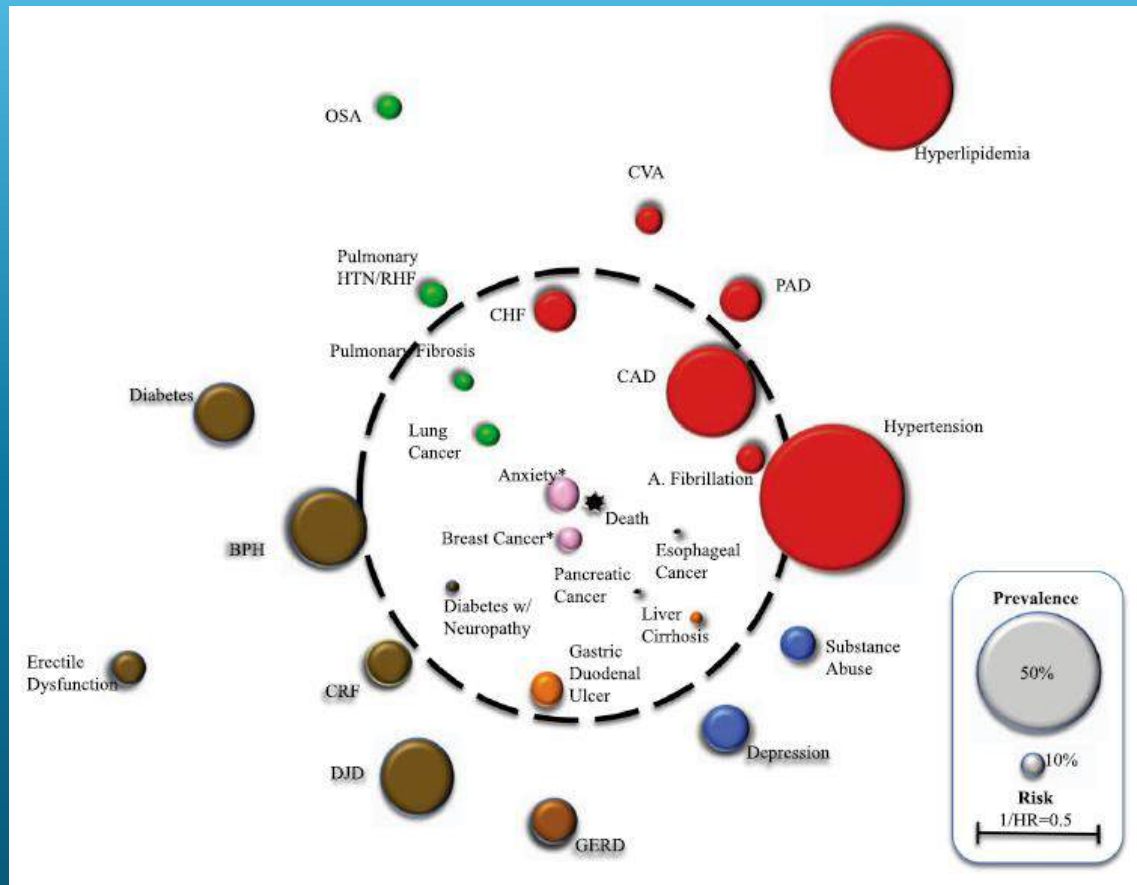 OSA
Hyperlipidemia
CVA
Pulmonary
HTN/RHF
PAD
CHF
Pulmonary Fibrosis
CAD
Diabetes
Hypertension
Lung
Cancer
Anxiety*
A. Fibrillation
Death
BPH
Breast Cancer*
Esophageal
Cancer
Pancreatic
Cancer
Diabetes w/
Neuropathy
Liver
Cirrhosis
Prevalence
50%
10%
Risk
1/HR=0.5
Substance
Abuse
Erectile
Dysfunction
CRF
Gastric
Duodenal
Ulcer
Depression
DJD
GERD